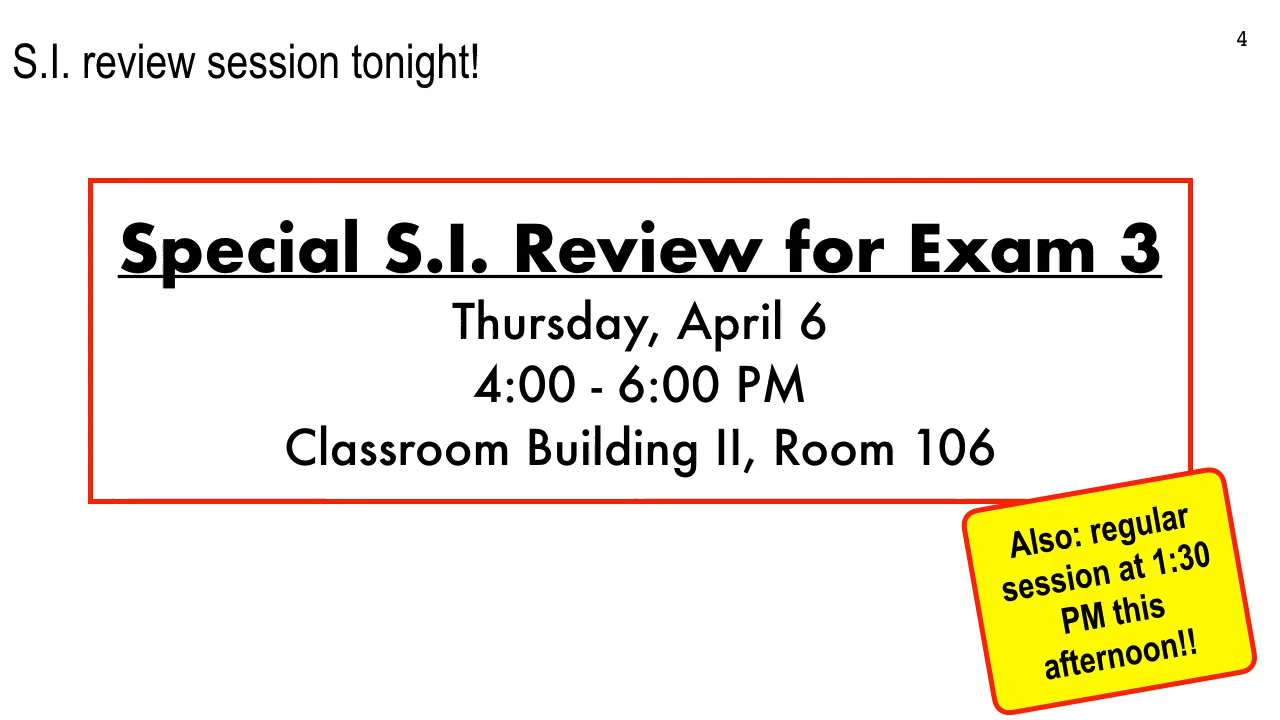 S.I. review session tonight!
4
Special S.I. Review for Exam 3
Thursday, April 6
4:00 - 6:00 PM
Classroom Building II, Room 106
Also: regular
session at 1:30
PM this
afternoon!!